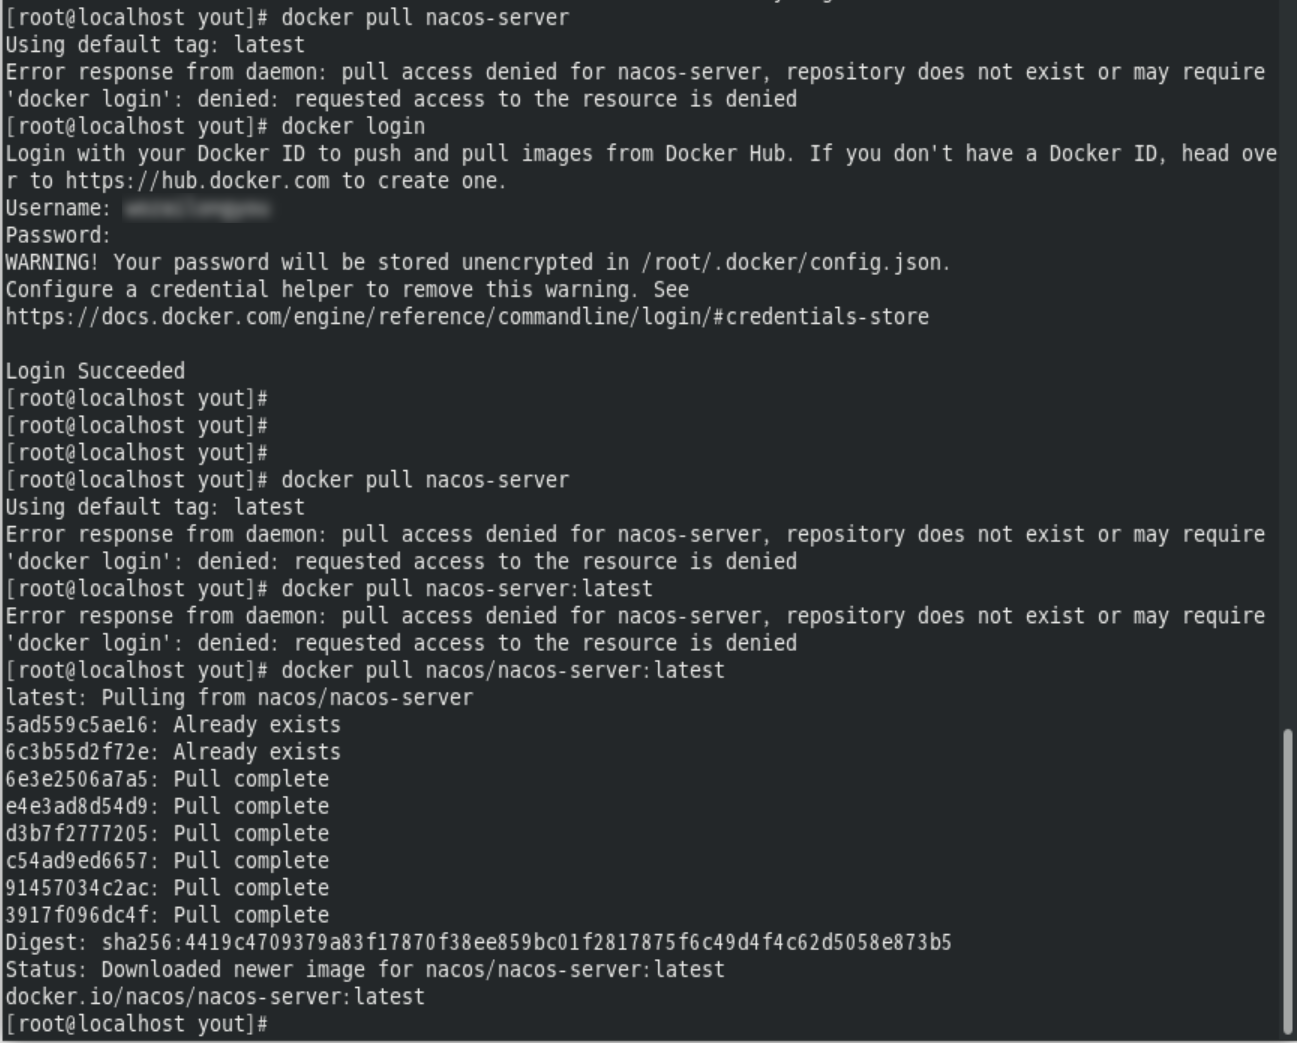 [root@localhost yout]# docker pull nacos-server
Using default tag: latest
Error response from daemon: pull access denied for nacos-server, repository does not exist or may require
'docker login': denied: requested access to the resource is denied
[root@localhost yout]# docker login
Login with your Docker ID to push and pull images from Docker Hub. If you don't have a Docker ID, head ove
r to https://hub.docker.com to create one.
Username:
Password:
WARNING! Your password will be stored unencrypted in /root/.docker/config.json.
Configure a credential helper to remove this warning. See
https://docs.docker.com/engine/reference/commandline/login/#credentials-store
Login Succeeded
[root@localhost yout]#
[root@localhost yout]#
[root@localhost yout]#
[root@localhost yout]# docker pull nacos-server
Using default tag: latest
Error response from daemon: pull access denied for nacos-server, repository does not exist or may require
'docker login': denied: requested access to the resource is denied
[root@localhost yout]# docker pull nacos-server:latest
Error response from daemon: pull access denied for nacos-server, repository does not exist or may require
'docker login': denied: requested access to the resource is denied
[root@localhost yout]# docker pull nacos/nacos-server:latest
latest: Pulling from nacos/nacos-server
5ad559c5ae16: Already exists
6c3b55d2f72e: Already exists
6e3e2506a7a5: Pull complete
e4e3ad8d54d9: Pull complete
d3b7f2777205: Pull complete
c54ad9ed6657: Pull complete
91457034c2ac: Pull complete
3917f096dc4f: Pull complete
Digest: sha256:4419c4709379a83f17870f38ee859bc01f2817875f6c49d4f4c62d5058e873b5
Status: Downloaded newer image for nacos/nacos-server:latest
docker.io/nacos/nacos-server:latest
[root@localhost yout]#